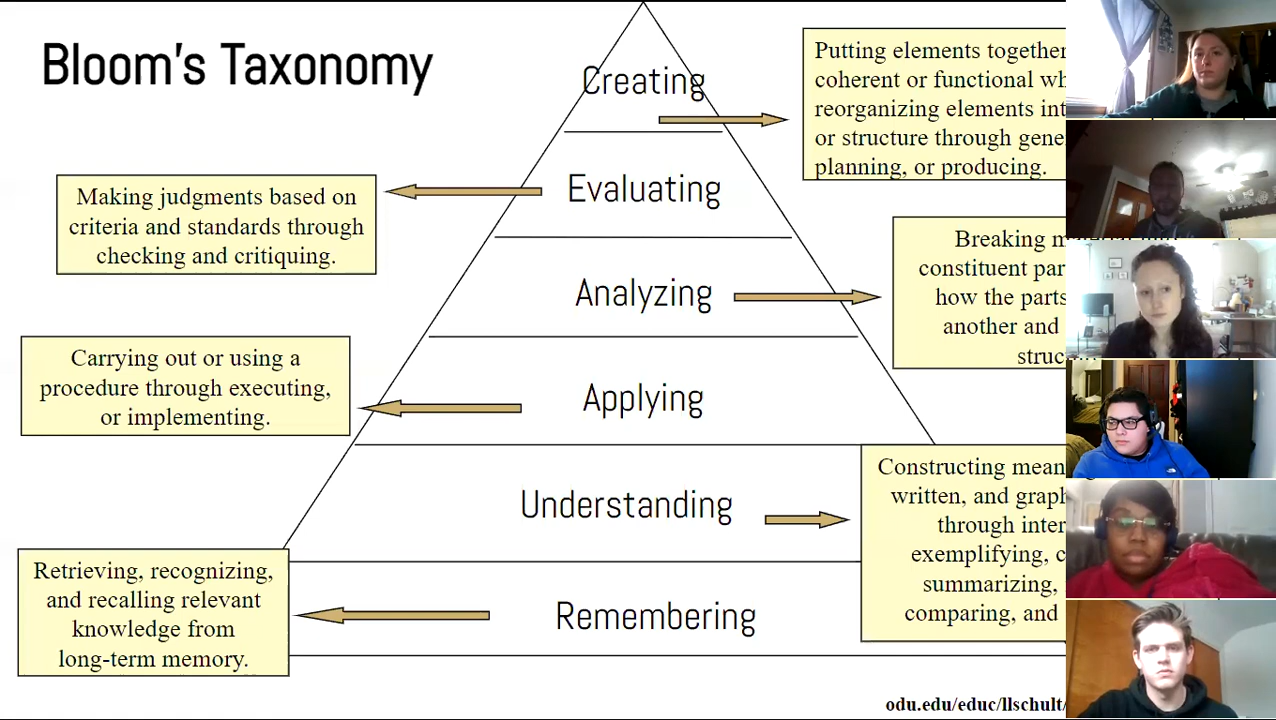 Bloom's Taxonomy
Creating
Putting elements together
coherent or functional wh
reorganizing elements int
or structure through gene
planning, or producing.
Evaluating
Making judgments based on
criteria and standards through
checking and critiquing.
Analyzing
Breaking m
constituent par
how the parts
another and
struc
Applying
Carrying out or using a
procedure through executing,
or implementing.
Understanding
Constructing mean
written, and graph
through inter
exemplifying, c
summarizing,
comparing, and
Remembering
Retrieving, recognizing,
and recalling relevant
knowledge from
long-term memory.
odu.edu/educ/llschult/